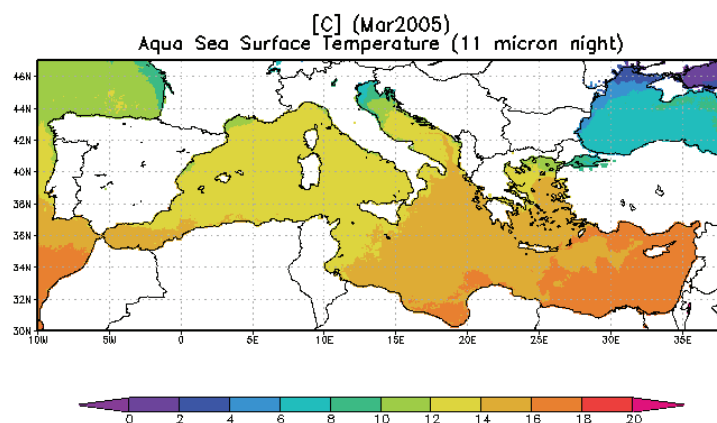 [C] (Mar2005)
Aqua Sea Surface Temperature (11 micron night)
46N
44N
42N
40N
38N
36N
34N
32N
30N
10W 5W 0 5E 10E 15E 20E 25E 30E 35E
0 2 4 6 8 10 12 14 16 18 20